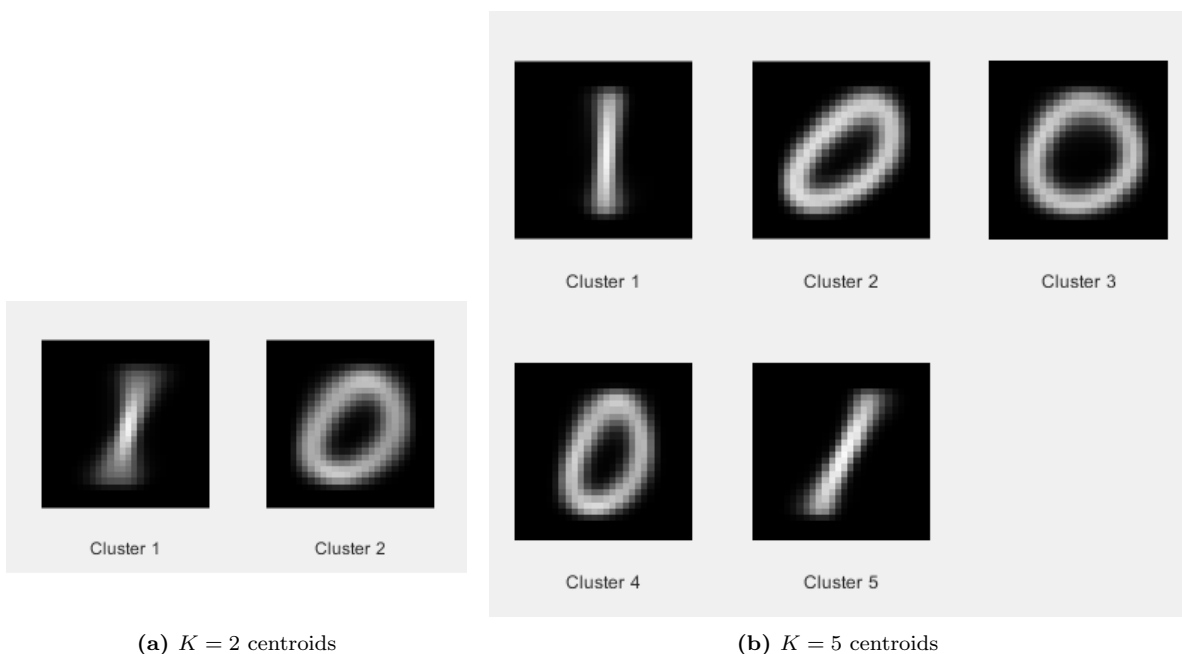 Cluster 1
Cluster 2
(a) K = 2 centroids
Cluster 1
Cluster 2
Cluster 3
Cluster 4
Cluster 5
(b) K = 5 centroids